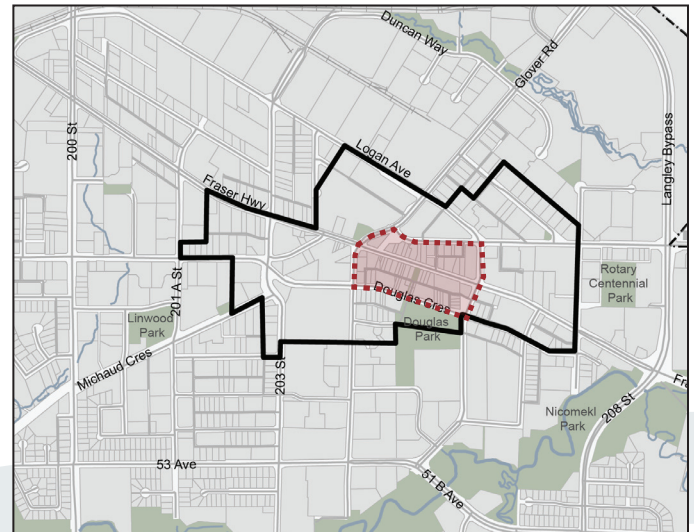 Duncan Way
Glover Rd
200 St
Langley Bypass
Logan Ave
Fraser Hwy
Rotary
Centennial
Park
201 A St
Douglas Cres
Linwood
Park
Douglas
Park
Michaud Cres
203 St
Fra
Nicomekl
Park
208 St
53 Ave
51 B Ave